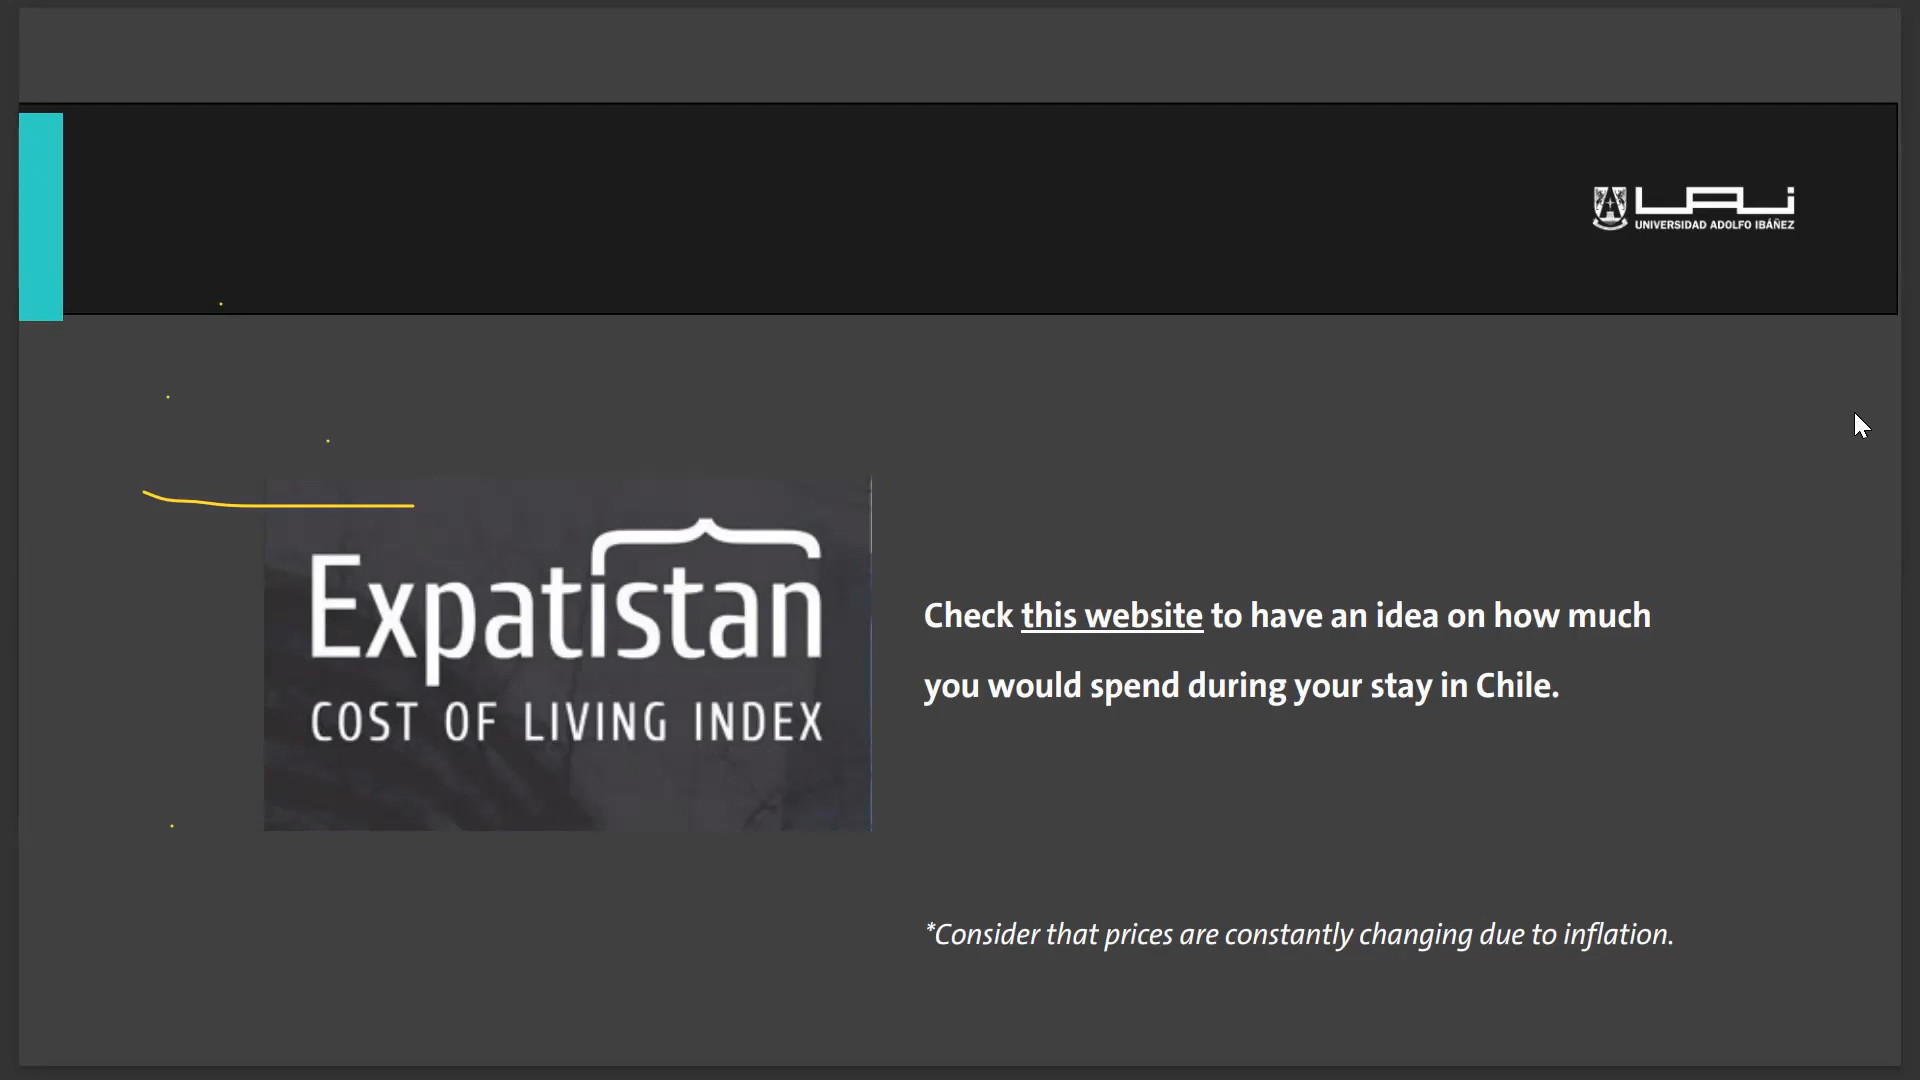 UAI
UNIVERSIDAD ADOLFO IBÁÑEZ
Expatistan
COST OF LIVING INDEX
Check this website to have an idea on how much
you would spend during your stay in Chile.
*Consider that prices are constantly changing due to inflation.